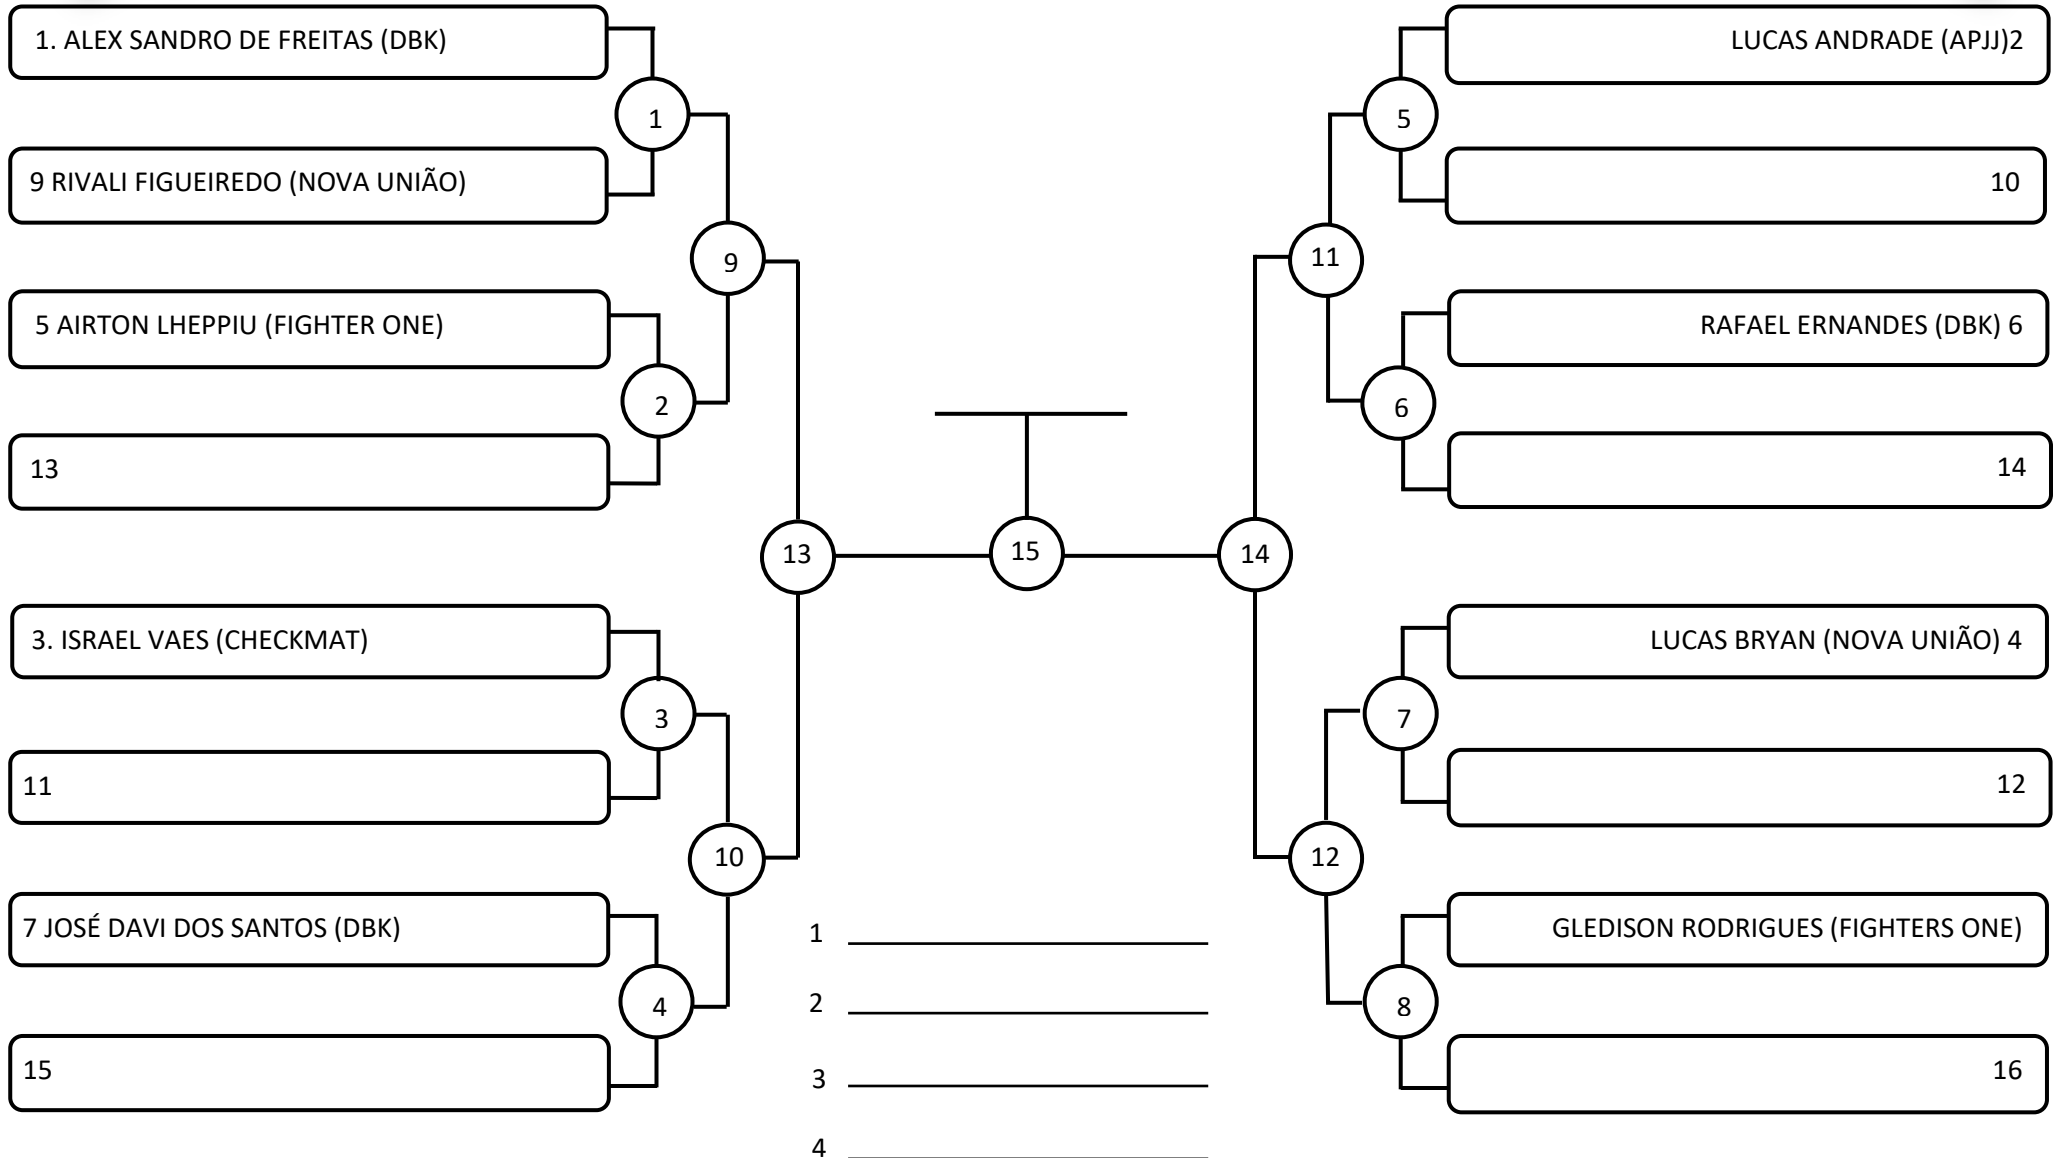 1. ALEX SANDRO DE FREITAS (DBK)
LUCAS ANDRADE (APJJ)2
1
5
9 RIVALI FIGUEIREDO (NOVA UNIÃO)
10
9
11
5 AIRTON LHEPPIU (FIGHTER ONE)
RAFAEL ERNANDES (DBK) 6
2
6
13
14
13
15
14
3. ISRAEL VAES (CHECKMAT)
LUCAS BRYAN (NOVA UNIÃO) 4
3
7
11
12
10
12
7 JOSÉ DAVI DOS SANTOS (DBK)
GLEDISON RODRIGUES (FIGHTERS ONE)
1
4
8
2
15
16
3
4